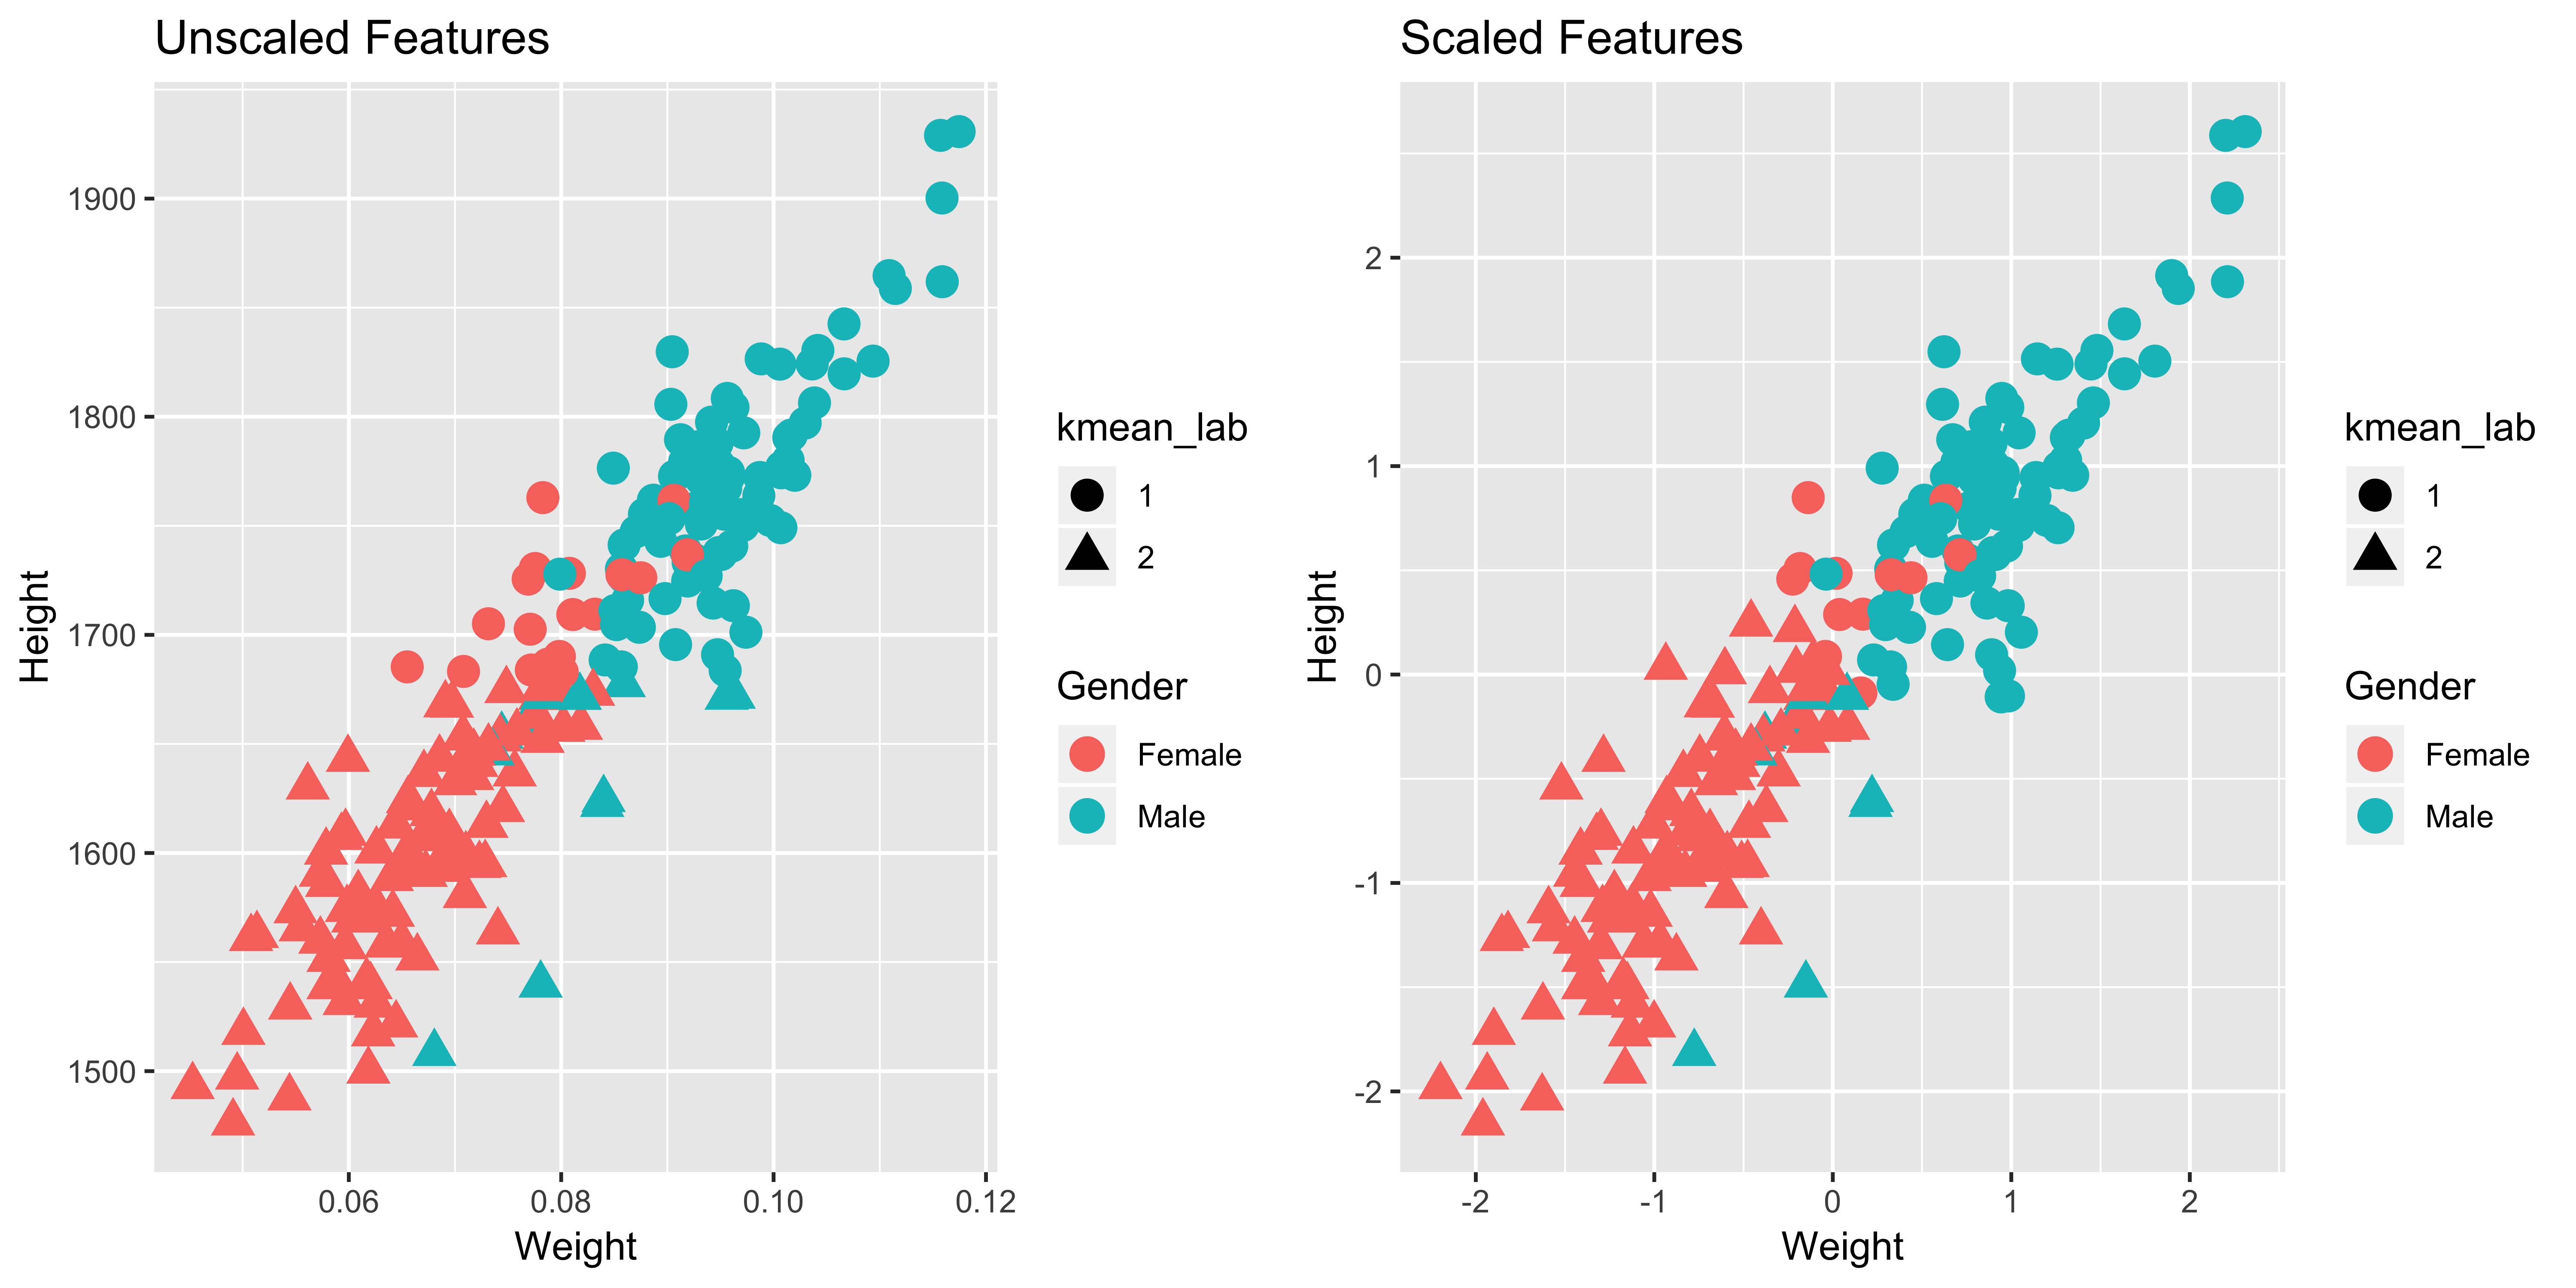 Unscaled Features
Height
1900
1800
1700
1600
1500
0.06 0.08 0.10 0.12
Weight
kmean_lab
1
2
Gender
Female
Male
Scaled Features
Height
2
1
0
-1
-2
-2 -1 0 1 2
Weight
kmean_lab
1
2
Gender
Female
Male